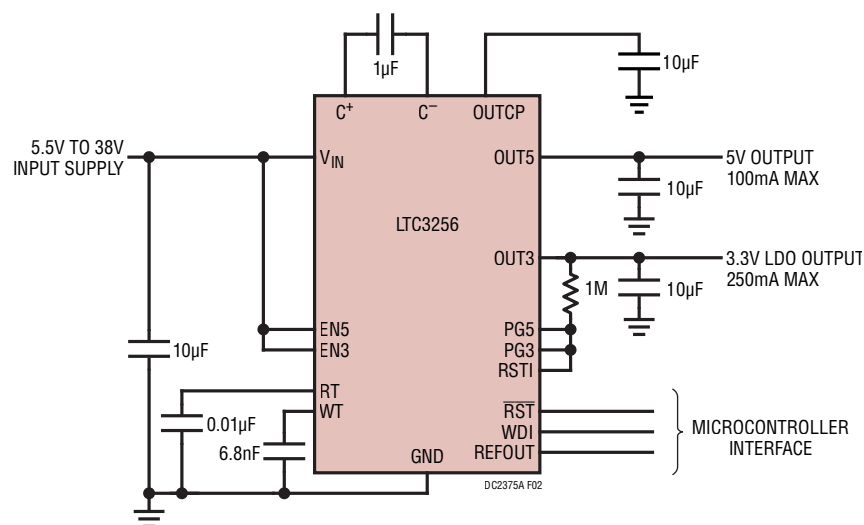 1µF
10µF
C⁺
C⁻
OUTCP
5.5V TO 38V
INPUT SUPPLY
VIN
OUT5
5V OUTPUT
100mA MAX
10µF
LTC3256
OUT3
3.3V LDO OUTPUT
250mA MAX
1M
10µF
EN5
EN3
PG5
PG3
RSTI
10µF
RT
WT
0.01µF
6.8nF
RST
WDI
REFOUT
MICROCONTROLLER
INTERFACE
GND
DC2375A F02